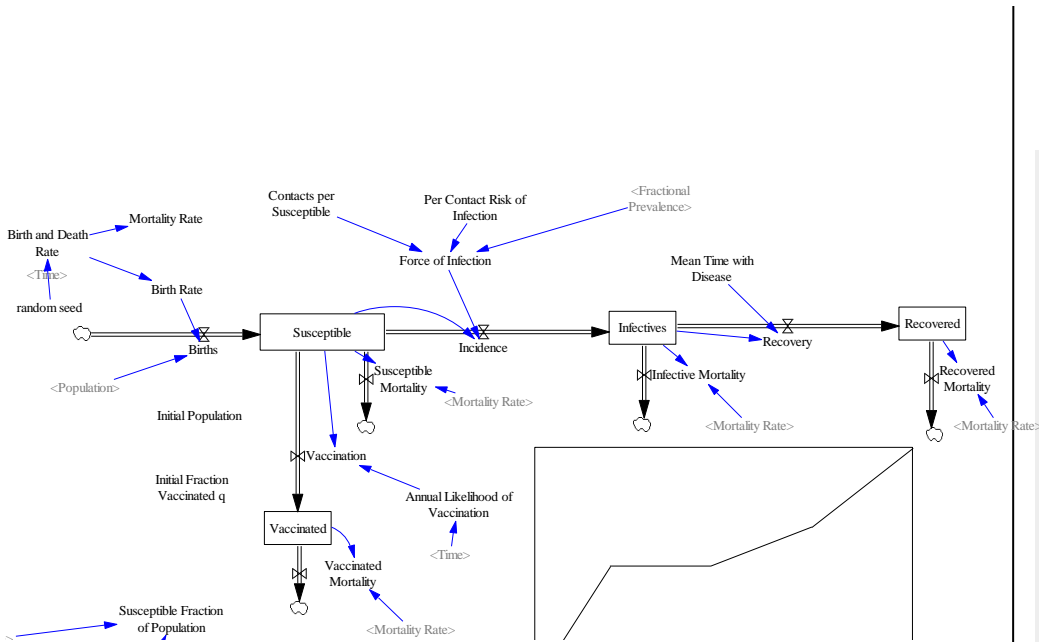 Contacts per
Susceptible
Per Contact Risk of
Infection
<Fractional
Prevalence>
Mortality Rate
Birth and Death
Rate
<Time>
random seed
Birth Rate
Force of Infection
Mean Time with
Disease
Susceptible
Infectives
Recovered
Births
Incidence
Recovery
<Population>
Susceptible
Mortality
<Mortality Rate>
Infective Mortality
<Mortality Rate>
Recovered
Mortality
<Mortality Rate>
Initial Population
Vaccination
Initial Fraction
Vaccinated q
Annual Likelihood of
Vaccination
<Time>
Vaccinated
Vaccinated
Mortality
<Mortality Rate>
Susceptible Fraction
of Population